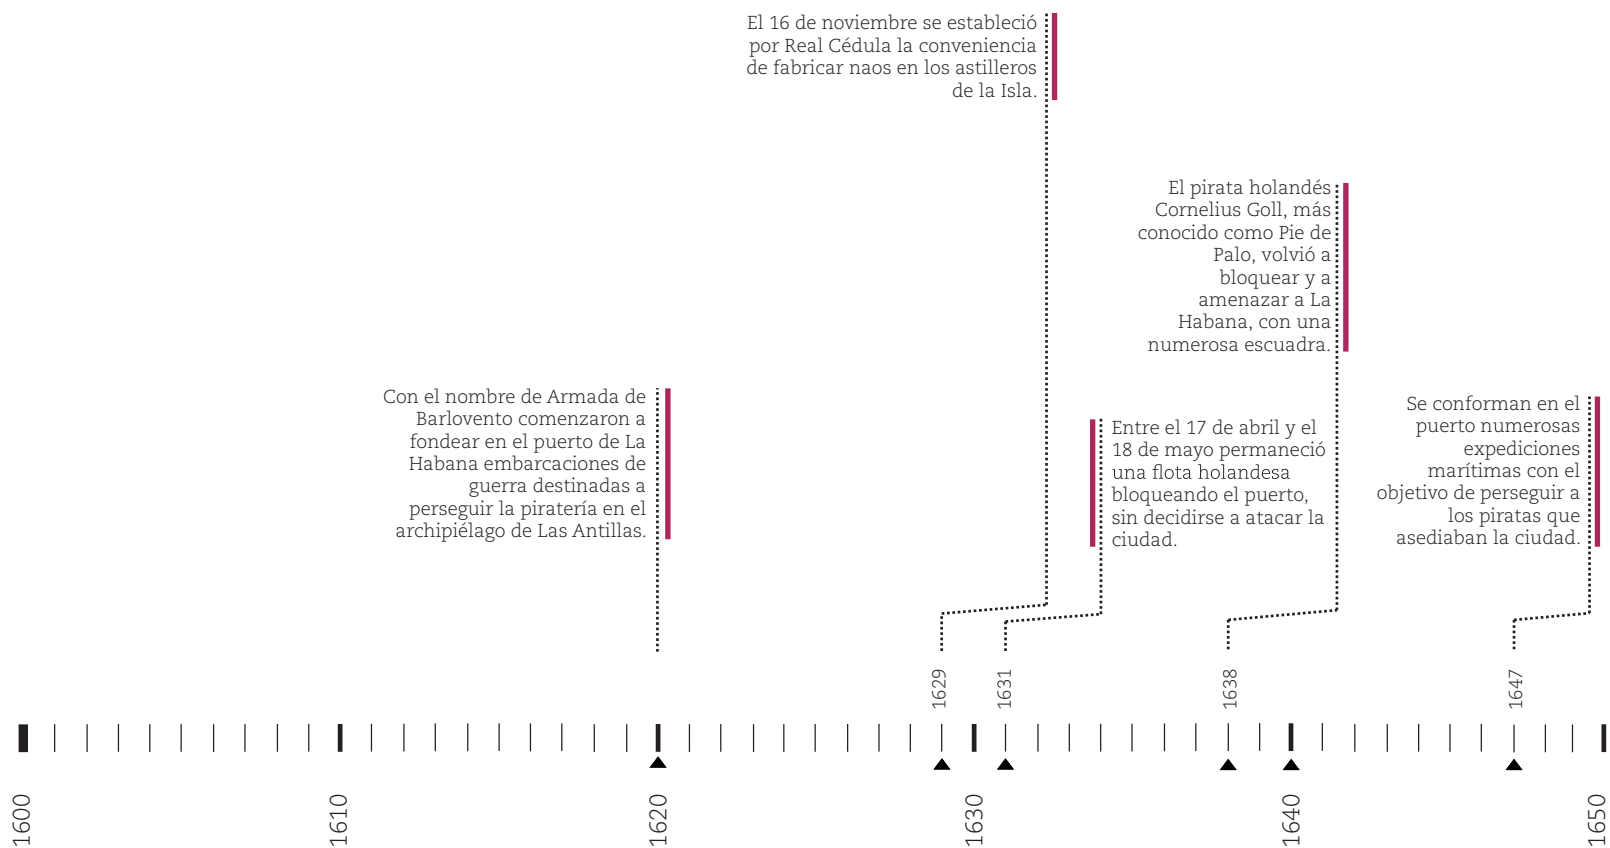 El 16 de noviembre se estableció
por Real Cédula la conveniencia
de fabricar naos en los astilleros
de la Isla.
El pirata holandés
Cornelius Goll, más
conocido como Pie de
Palo, volvió a
bloquear y a
amenazar a La
Habana, con una
numerosa escuadra.
Con el nombre de Armada de
Barlovento comenzaron a
fondear en el puerto de La
Habana embarcaciones de
guerra destinadas a
perseguir la piratería en el
archipiélago de Las Antillas.
Entre el 17 de abril y el
18 de mayo permaneció
una flota holandesa
bloqueando el puerto,
sin decidirse a atacar la
ciudad.
Se conforman en el
puerto numerosas
expediciones
marítimas con el
objetivo de perseguir a
los piratas que
asediaban la ciudad.
1629
1631
1638
1647
1600
1610
1620
1630
1640
1650